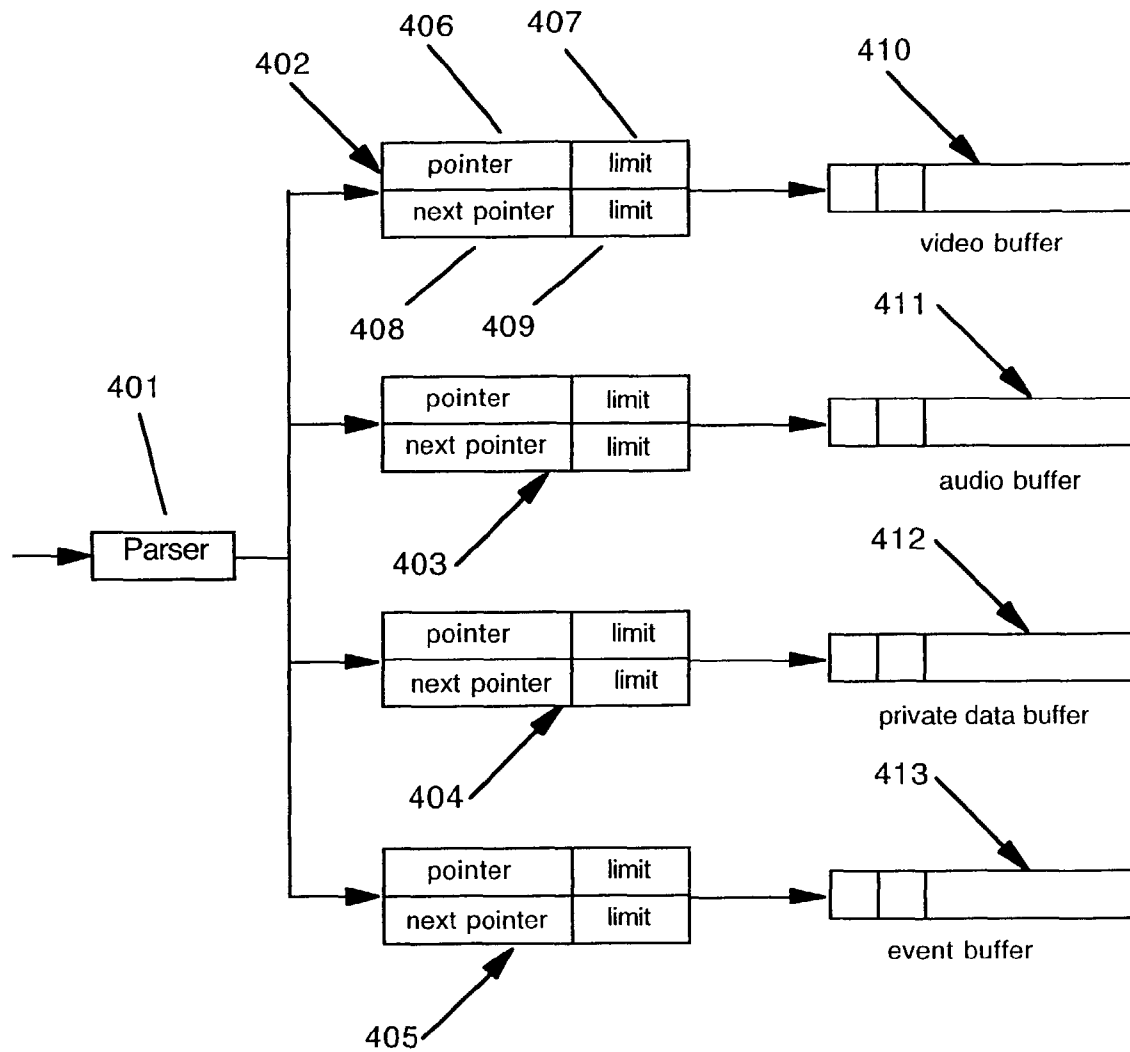 406
407
402
410
pointer limit
next pointer limit
video buffer
408
409
411
401
pointer limit
next pointer limit
audio buffer
Parser
403
412
pointer limit
next pointer limit
private data buffer
404
413
pointer limit
next pointer limit
event buffer
405